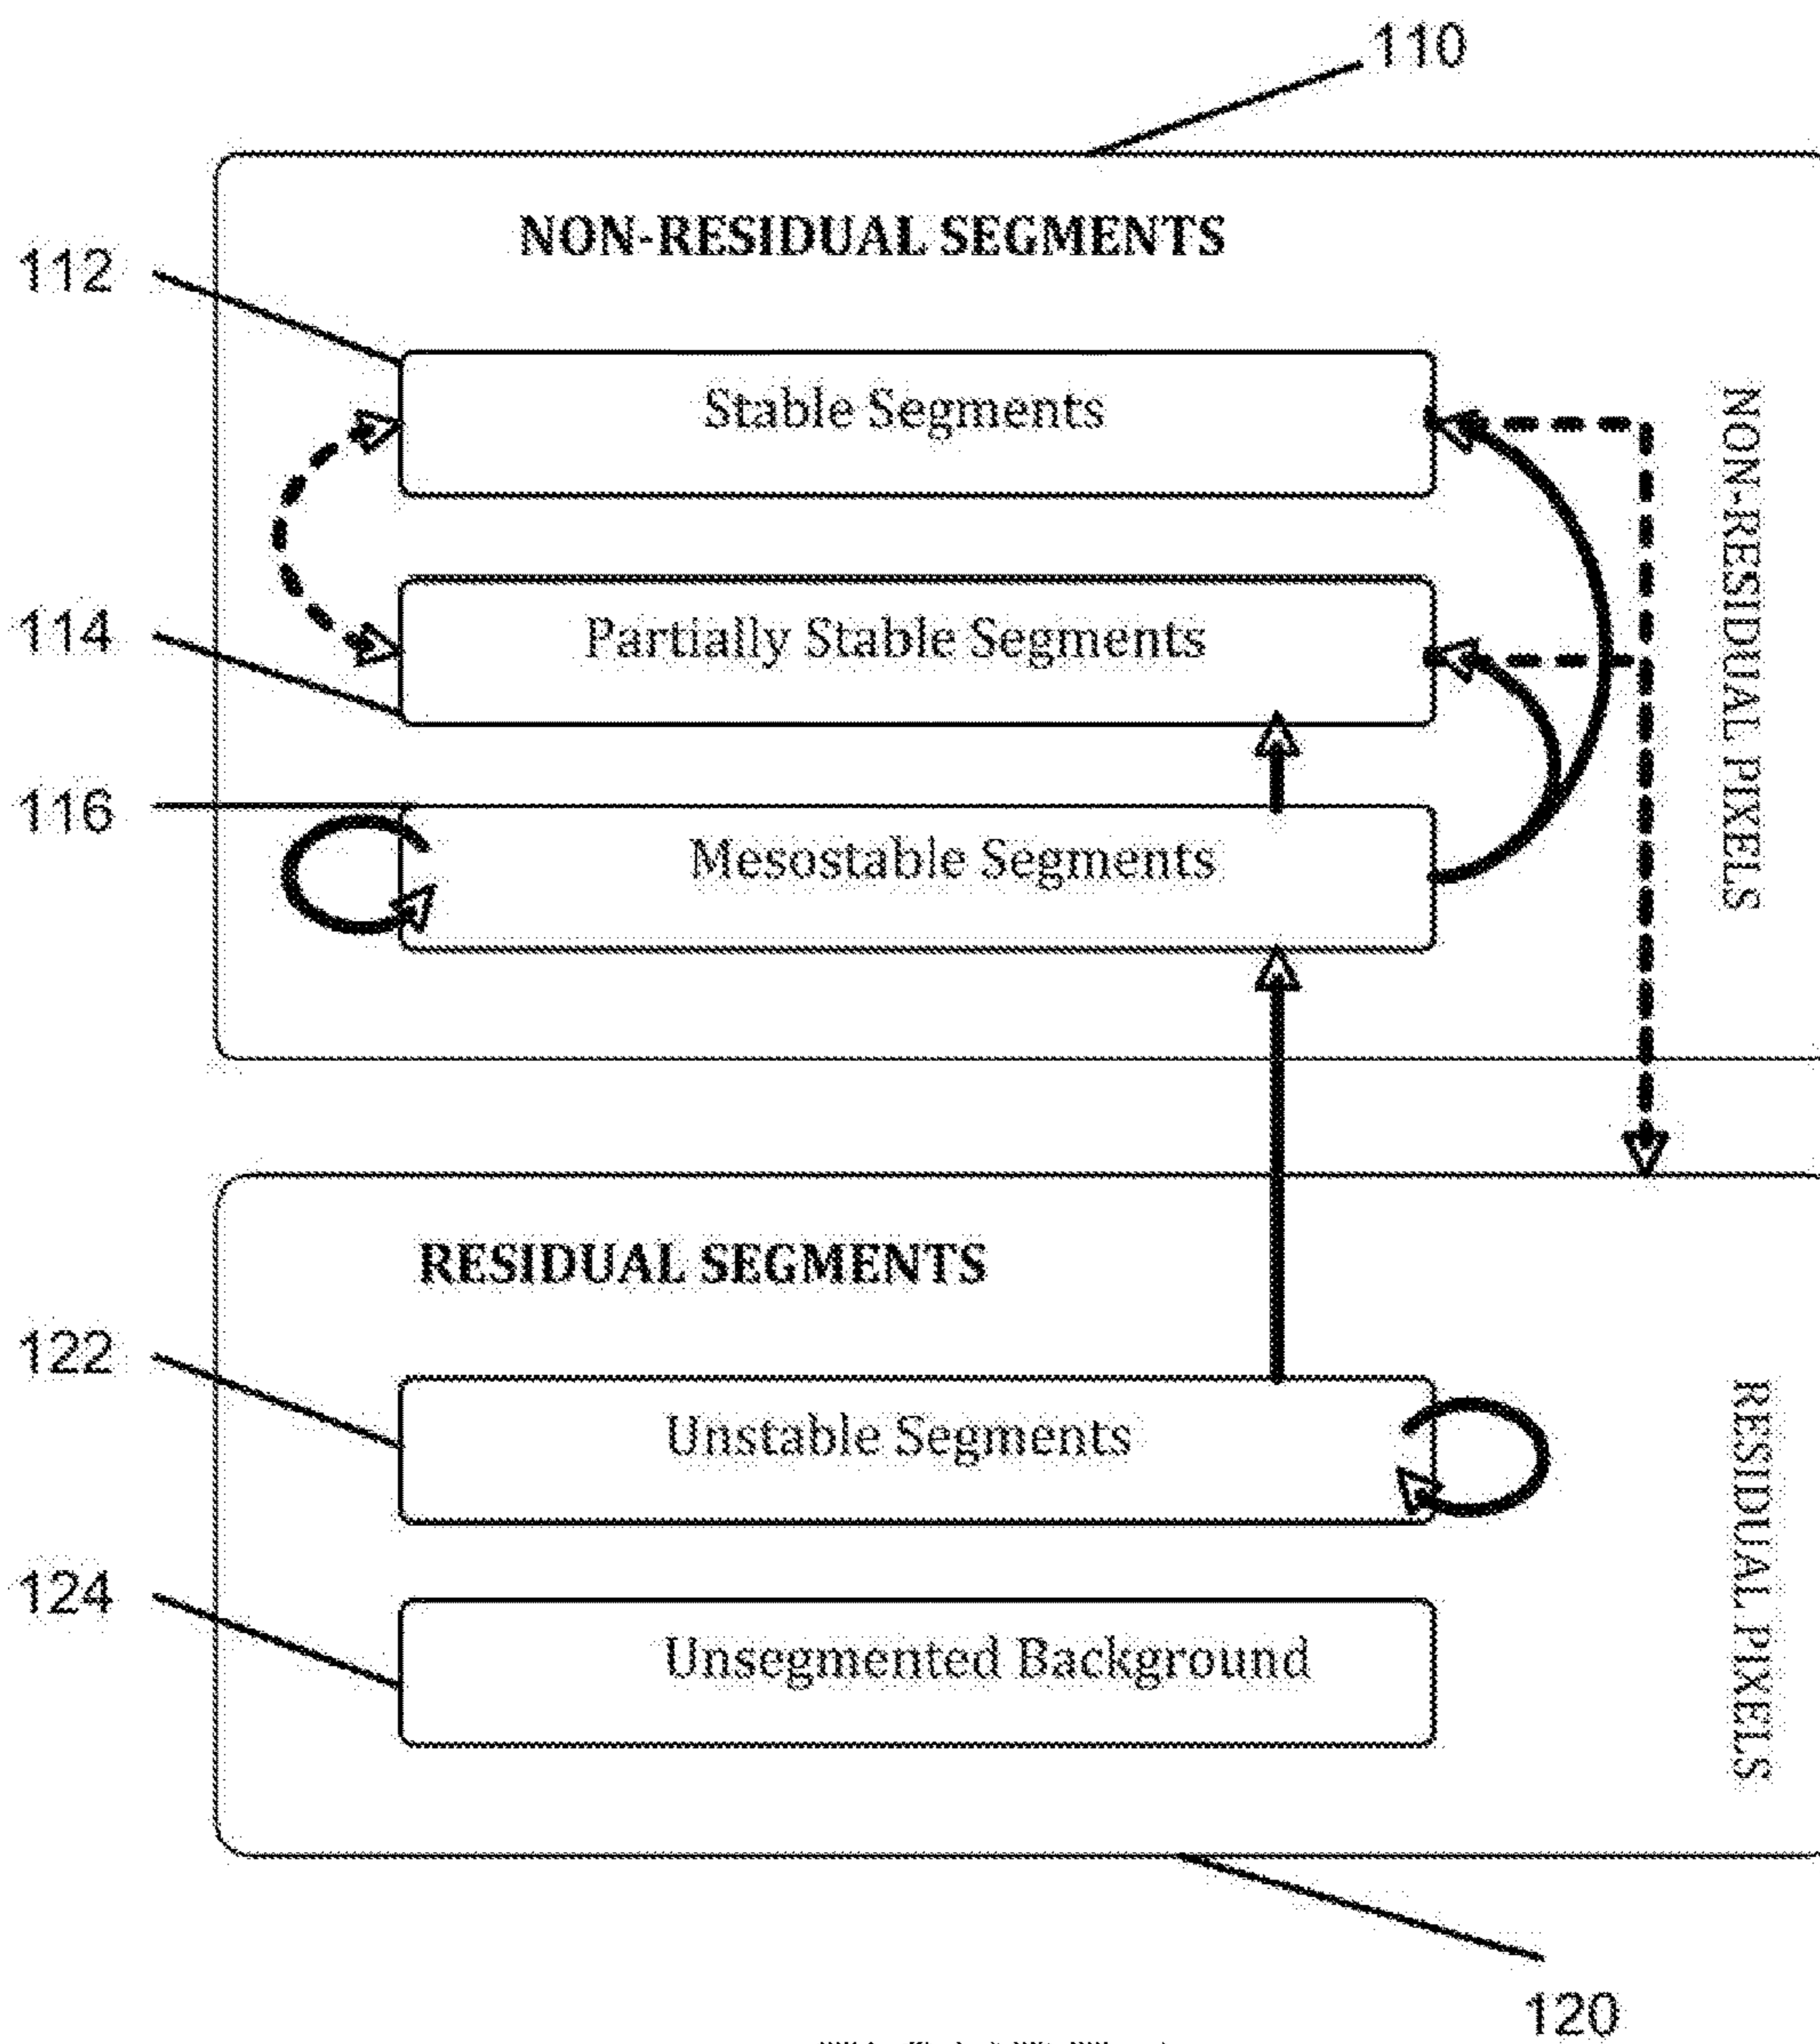 110
NON-RESIDUAL SEGMENTS
112
Stable Segments
NON-RESIDUAL PIXELS
114
Partially Stable Segments
116
Mesostable Segments
RESIDUAL SEGMENTS
122
Unstable Segments
RESIDUAL PIXELS
124
Unsegmented Background
120